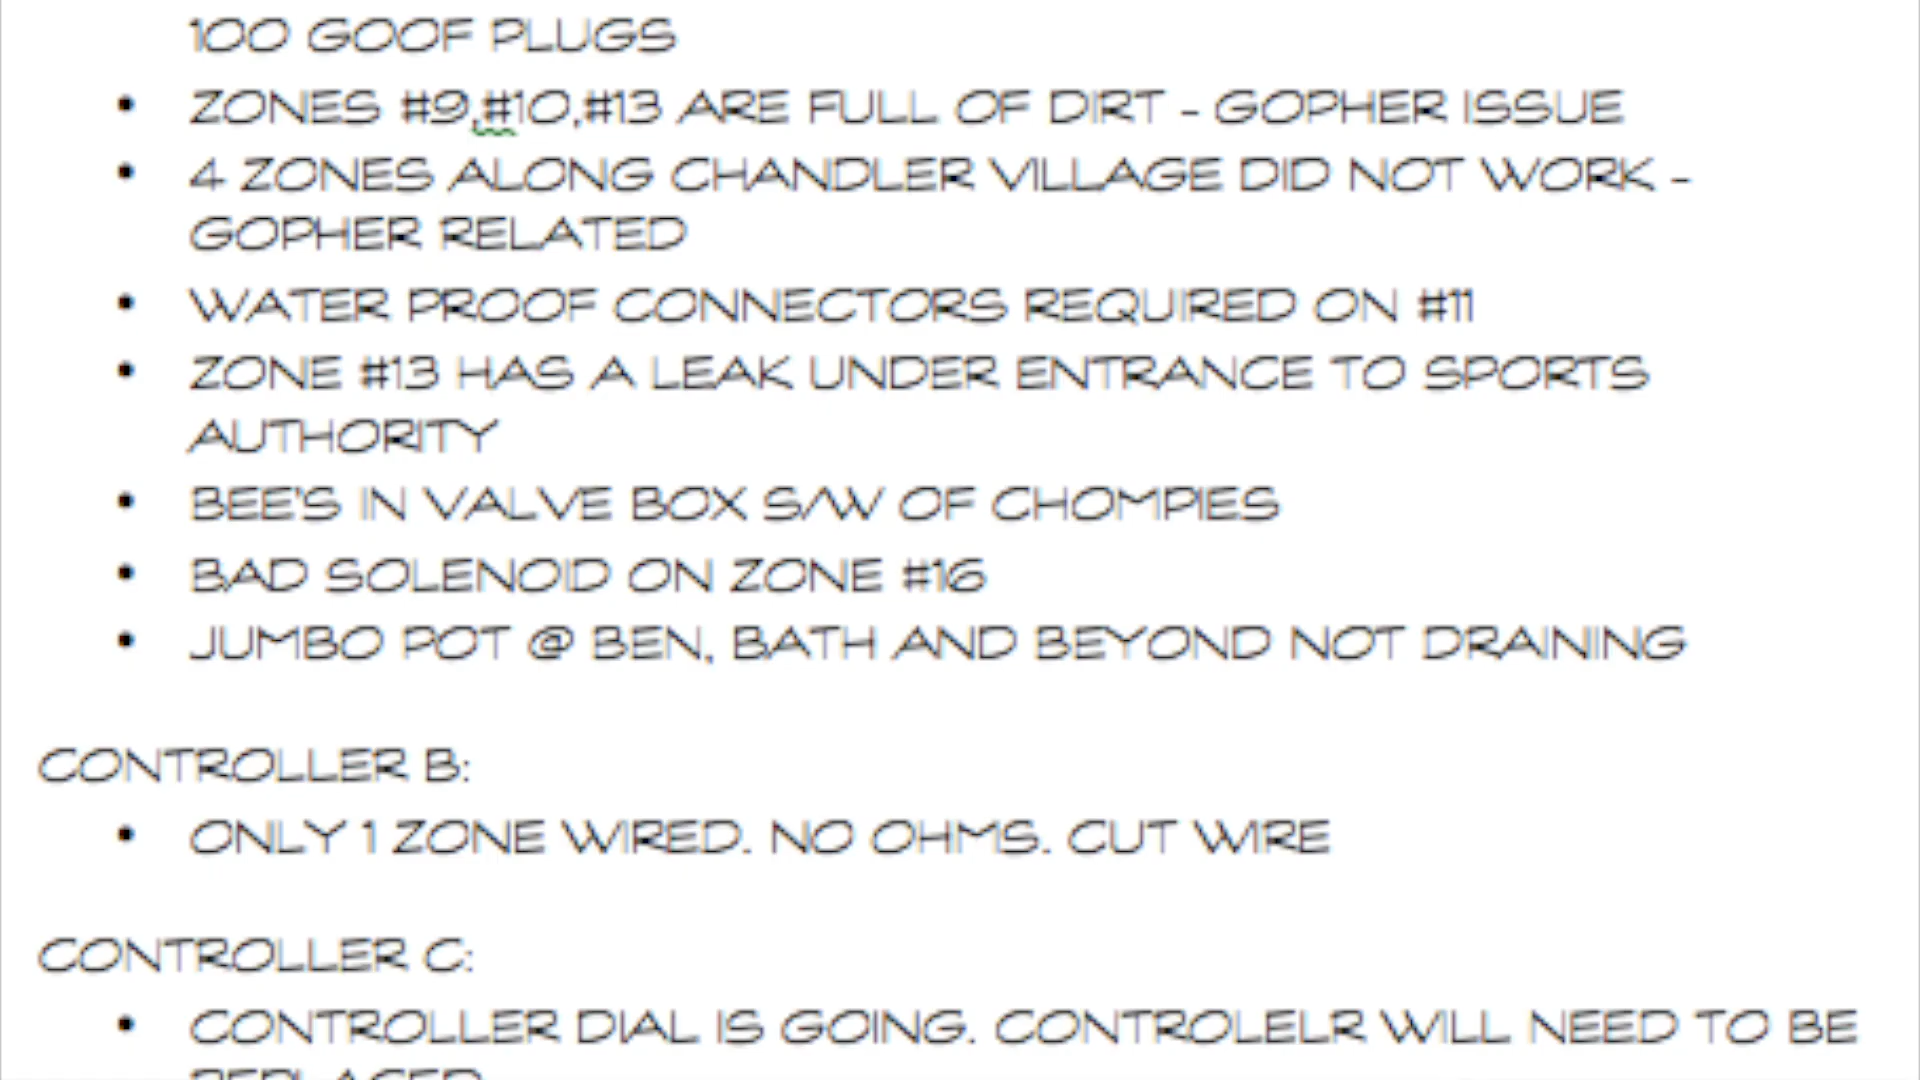 100 GOOF PLUGS
• ZONES #9,#10,#13 ARE FULL OF DIRT - GOPHER ISSUE
• 4 ZONES ALONG CHANDLER VILLAGE DID NOT WORK -
GOPHER RELATED
• WATER PROOF CONNECTORS REQUIRED ON #11
• ZONE #13 HAS A LEAK UNDER ENTRANCE TO SPORTS
AUTHORITY
• BEE'S IN VALVE BOX S/W OF CHOMPIES
• BAD SOLENOID ON ZONE #16
• JUMBO POT @ BEN, BATH AND BEYOND NOT DRAINING
CONTROLLER B:
• ONLY 1 ZONE WIRED. NO OHMS. CUT WIRE
CONTROLLER C:
• CONTROLLER DIAL IS GOING. CONTROLELR WILL NEED TO BE